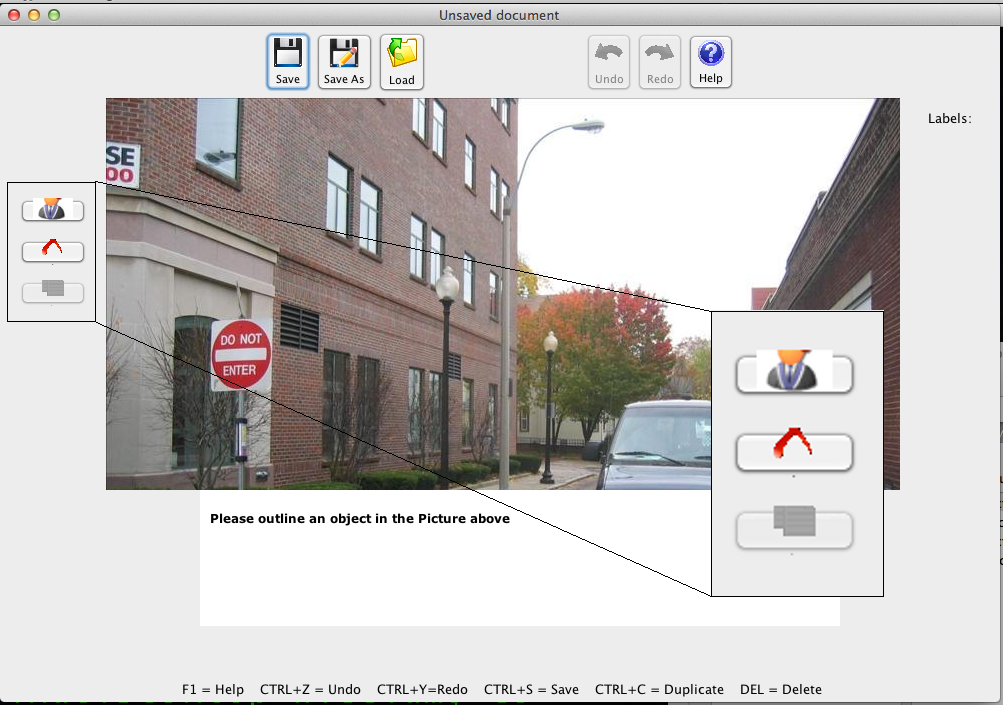 Unsaved document
Save
Save As
Load
Undo
Redo
Help
Labels:
SE
00
DO NOT
ENTER
Please outline an object in the Picture above
F1 = Help CTRL+Z = Undo CTRL+Y=Redo CTRL+S = Save CTRL+C = Duplicate DEL = Delete